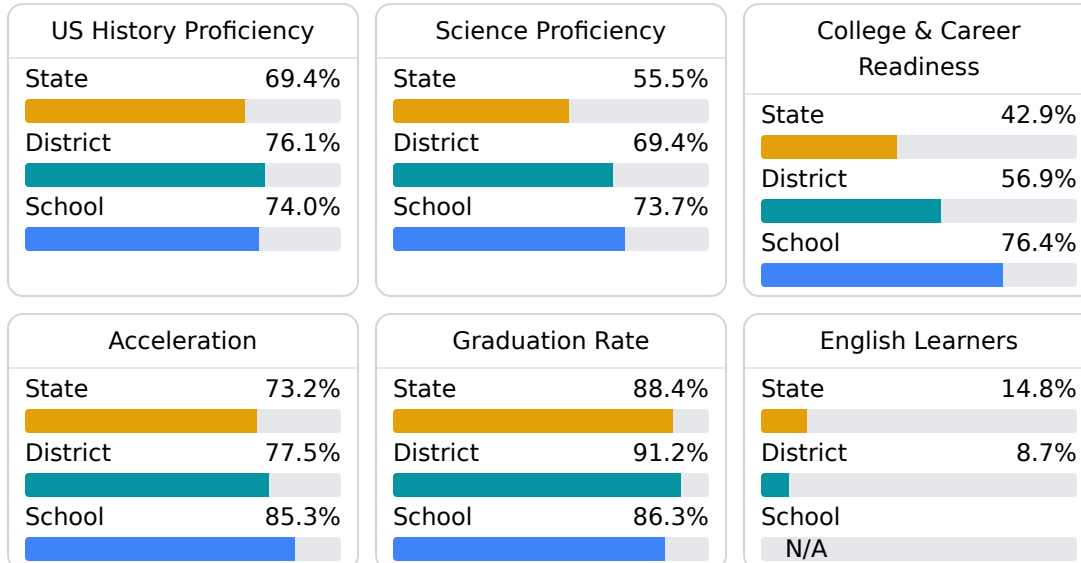 US History Proficiency
State 69.4%
District 76.1%
School 74.0%
Science Proficiency
State 55.5%
District 69.4%
School 73.7%
College & Career
Readiness
State 42.9%
District 56.9%
School 76.4%
Acceleration
State 73.2%
District 77.5%
School 85.3%
Graduation Rate
State 88.4%
District 91.2%
School 86.3%
English Learners
State 14.8%
District 8.7%
School
N/A